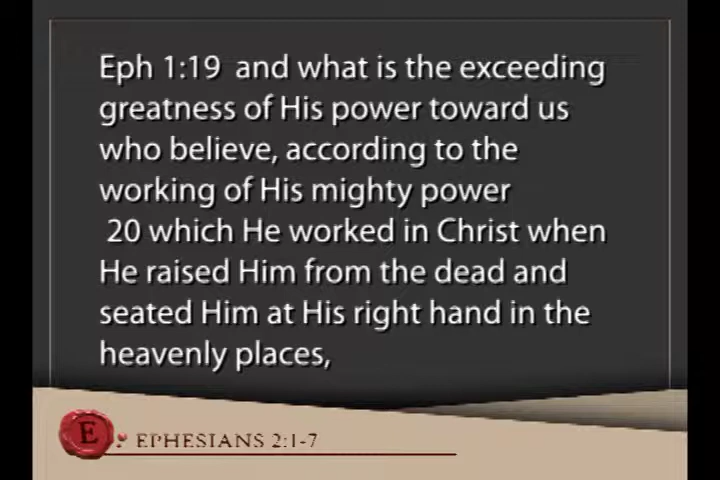 Eph 1:19  and what is the exceeding
greatness of His power toward us
who believe, according to the
working of His mighty power
20 which He worked in Christ when
He raised Him from the dead and
seated Him at His right hand in the
heavenly places,
E
EPHESIANS 2:1-7